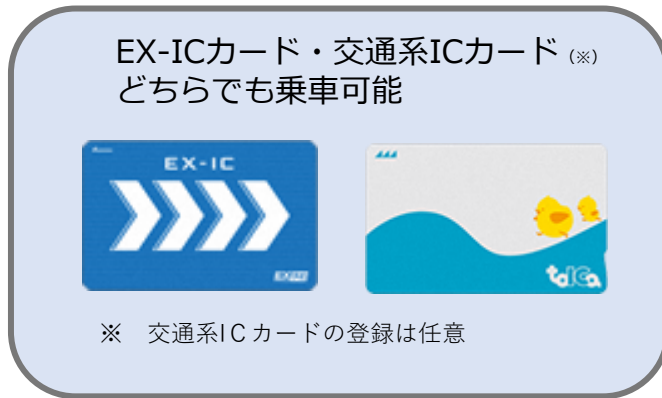 EX-ICカード・交通系ICカード(※)
どちらでも乗車可能
EX-IC
toICa
※　交通系ICカードの登録は任意